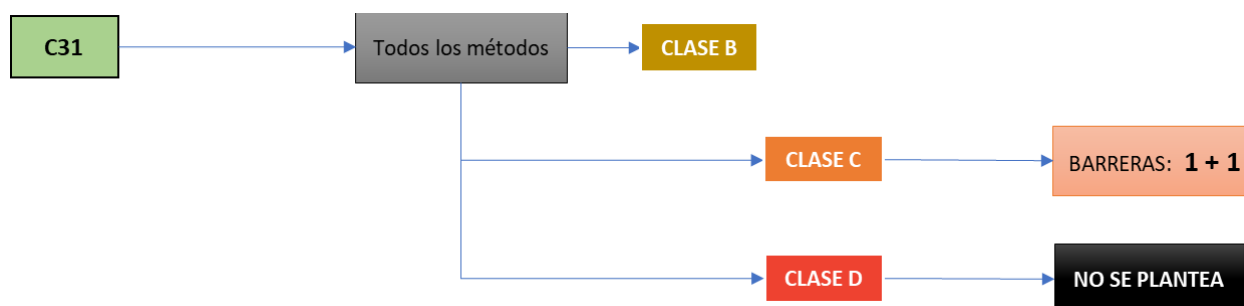 C31
Todos los métodos
CLASE B
CLASE C
BARRERAS: 1 + 1
CLASE D
NO SE PLANTEA